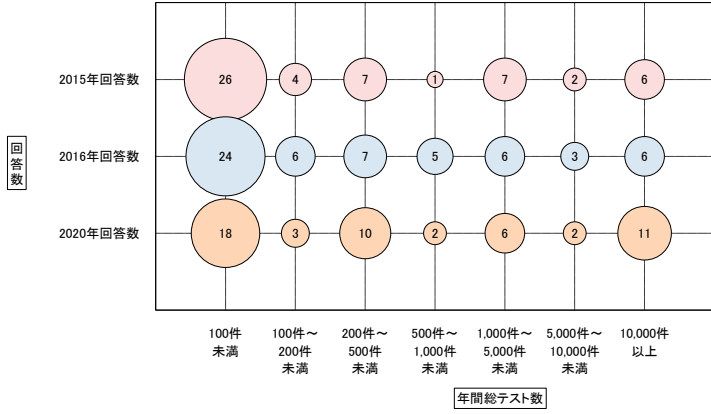 2015年回答数
26
4
7
1
7
2
6
回答数
2016年回答数
24
6
7
5
6
3
6
2020年回答数
18
3
10
2
6
2
11
100件
未満
100件～
200件
未満
200件～
500件
未満
500件～
1,000件
未満
1,000件～
5,000件
未満
5,000件～
10,000件
未満
10,000件
以上
年間総テスト数